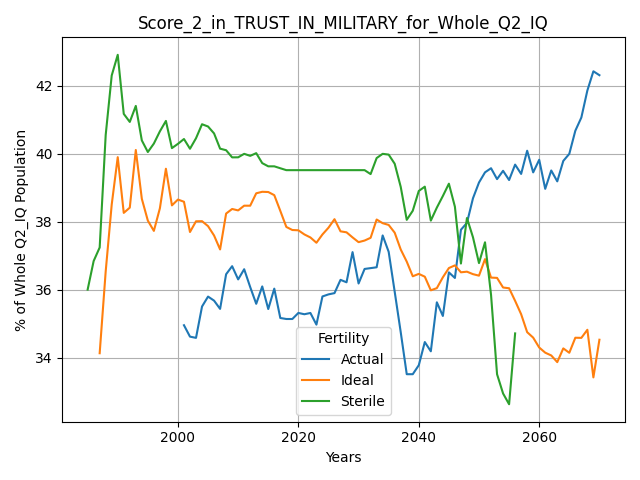 Score_2_in_TRUST_IN_MILITARY_for_Whole_Q2_IQ
% of Whole Q2_IQ Population
42
40
38
36
34
Fertility
Actual
Ideal
Sterile
2000 2020 2040 2060
Years